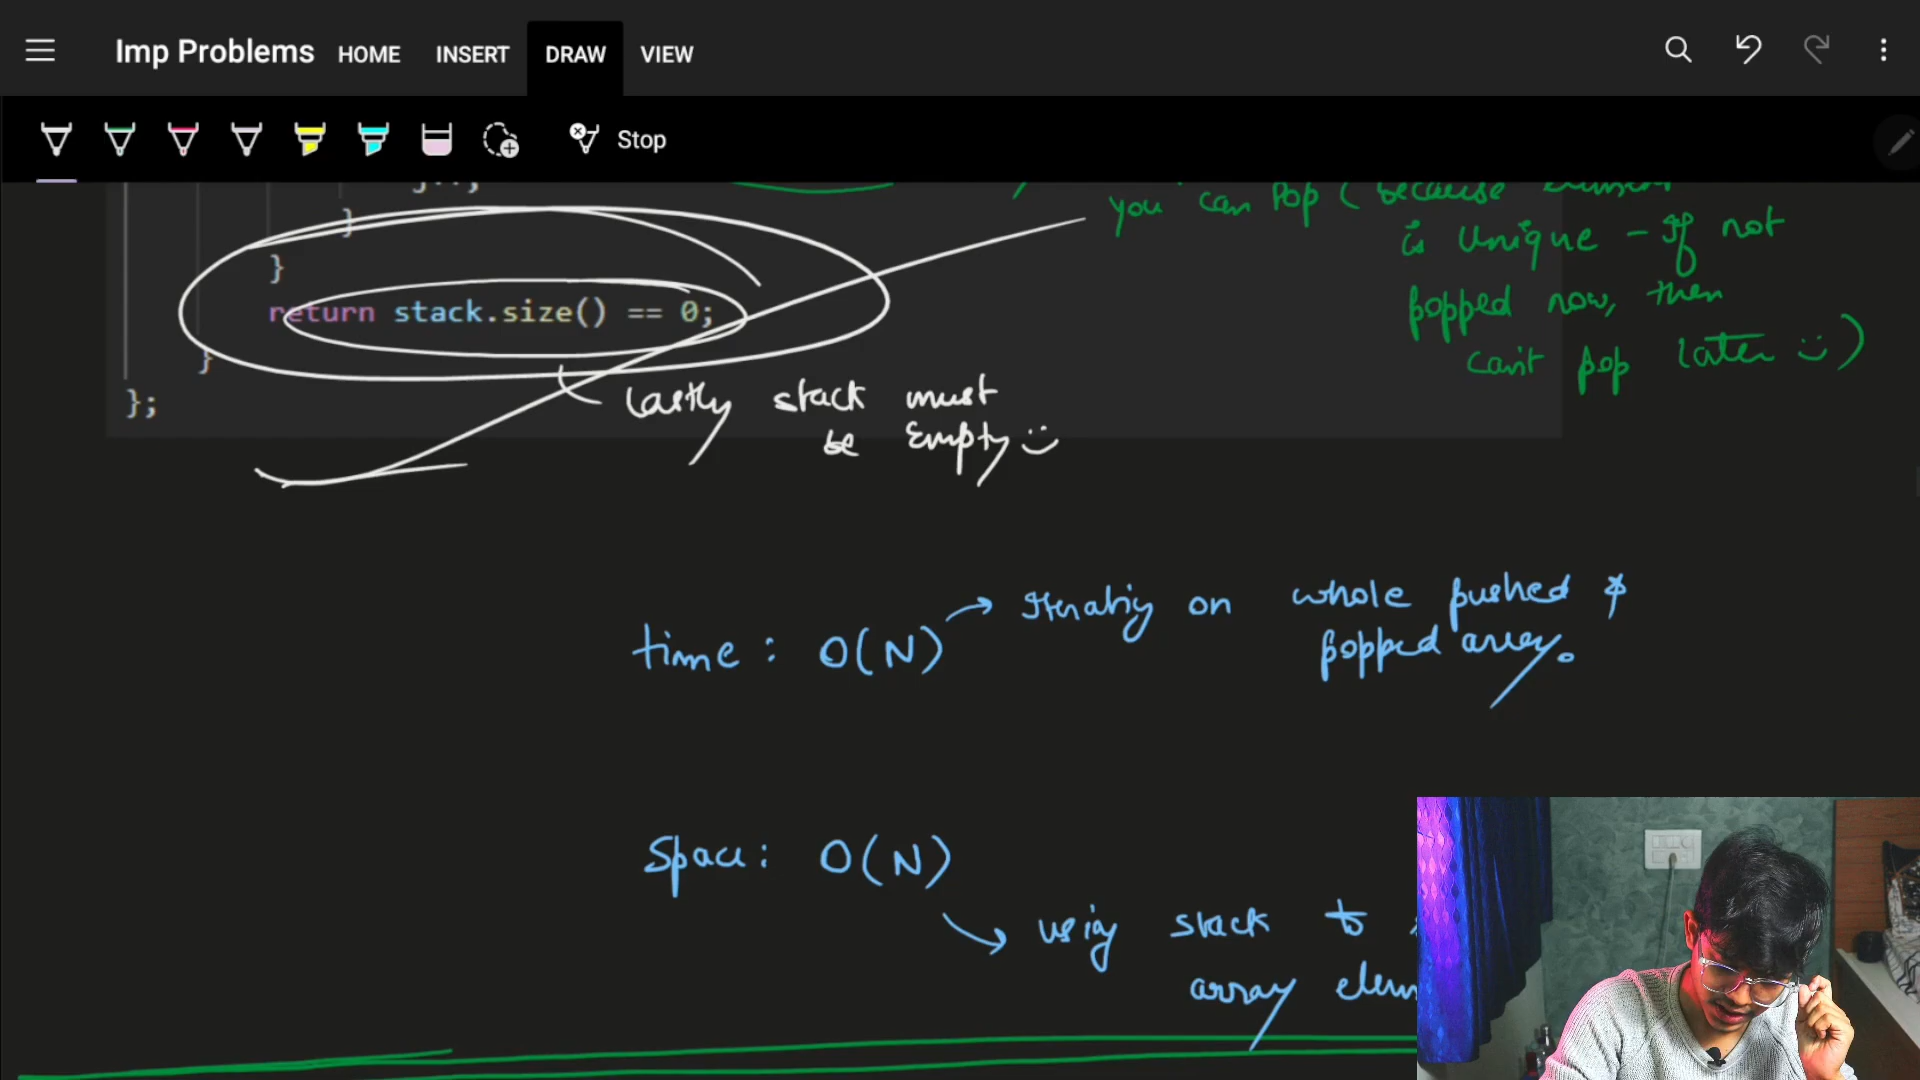 Imp Problems HOME INSERT DRAW VIEW
Stop
}
}
return stack.size() == 0;
}
};
you can Pop (because element
is Unique - If not
popped now, then
can't pop later :)
Lastly stack must
be Empty :)
time: O(N) → Iterating on whole pushed &
popped array.
Space: O(N)
→ using stack to
array elem